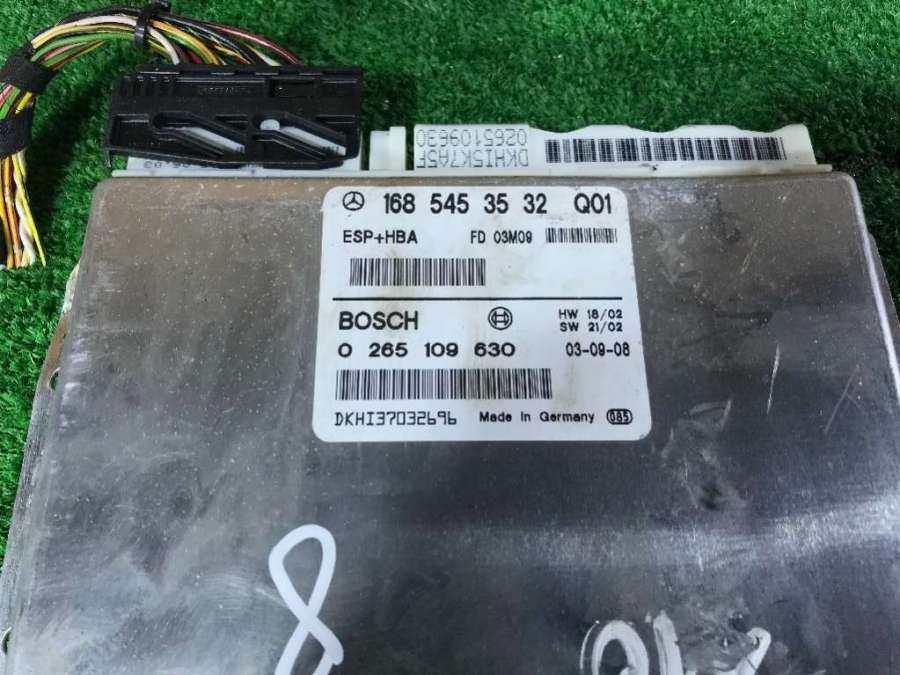 DKHI5K7A5F
0265109630
168 545 35 32 Q01
ESP+HBA FD 03M09
BOSCH HW 18/02
SW 21/02
0 265 109 630 03-09-08
DKHI37032696 Made in Germany 085
8